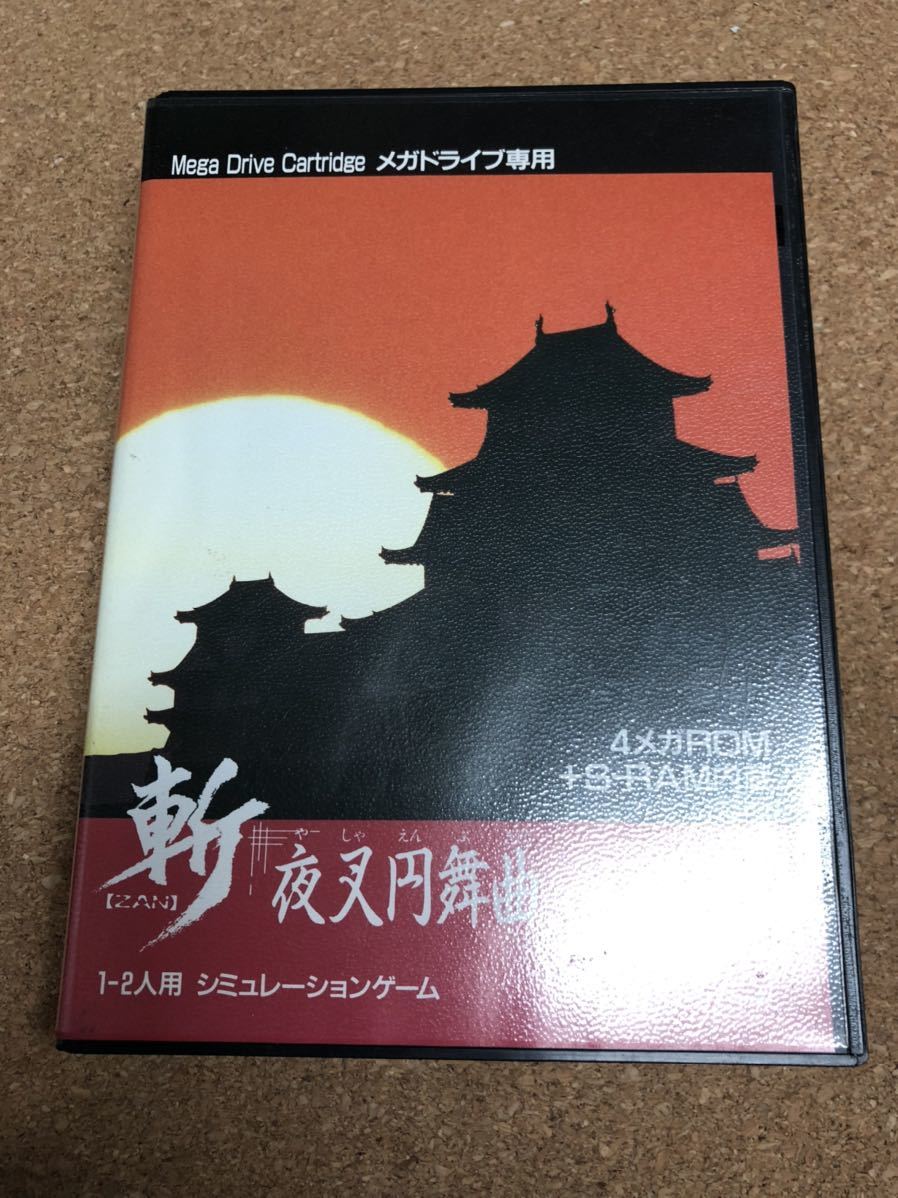 Mega Drive Cartridge メガドライブ専用
4メガROM
+S-RAM
やー しゃ えん ぶ
斬 夜叉円舞曲
【ZAN】
1-2人用 シミュレーションゲーム